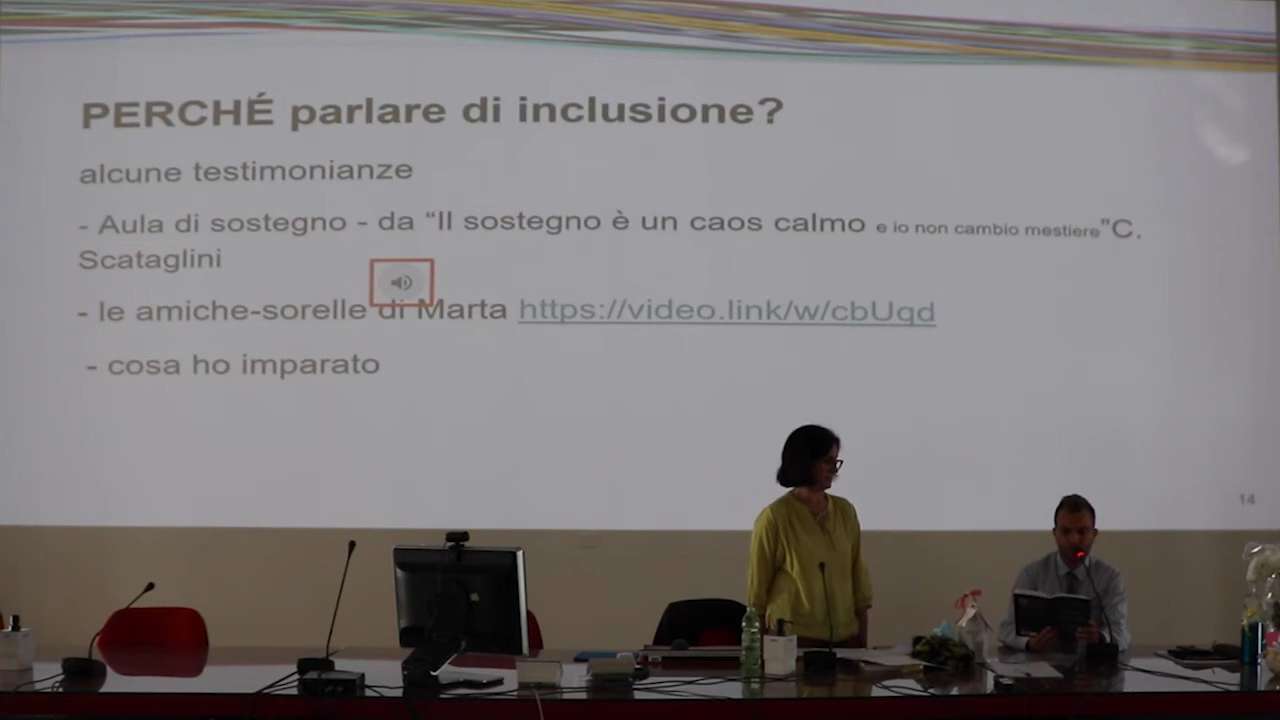 PERCHÉ parlare di inclusione?
alcune testimonianze
- Aula di sostegno - da “Il sostegno è un caos calmo e io non cambio mestiere"C.
Scataglini
- le amiche-sorelle di Marta https://video.link/w/cbUqd
- cosa ho imparato
14